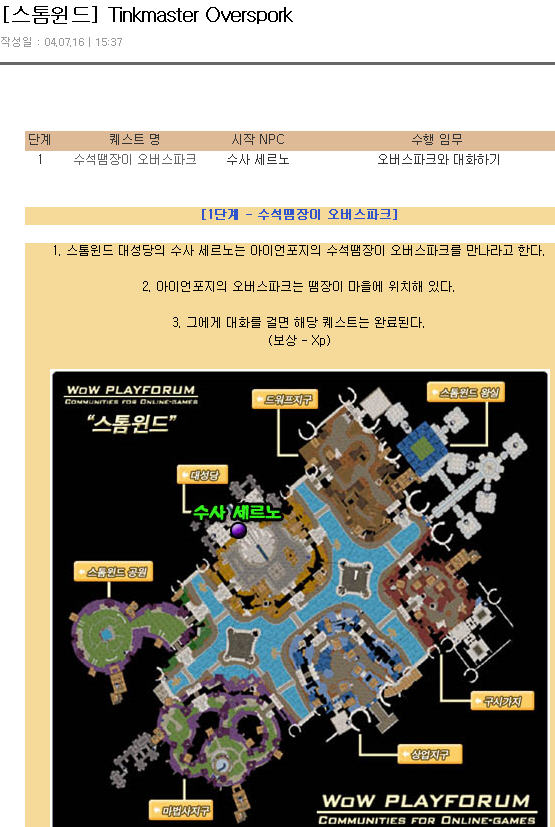 [스톰윈드] Tinkmaster Overspork
작성일 : 04.07.16 | 15:37
단계 퀘스트 명 시작 NPC 수행 임무
1 수석땜장이 오버스파크 수사 세르노 오버스파크와 대화하기
[1단계 - 수석땜장이 오버스파크]
1. 스톰윈드 대성당의 수사 세르노는 아이언포지의 수석땜장이 오버스파크를 만나라고 한다.
2. 아이언포지의 오버스파크는 땜장이 마을에 위치해 있다.
3. 그에게 대화를 걸면 해당 퀘스트는 완료된다.
(보상 - Xp)
WOW PLAYFORUM
COMMUNITIES FOR ONLINE-GAMES
“스톰윈드”
드워프지구
스톰윈드 왕실
대성당
수사 세르노
스톰윈드 공원
구시가지
상업지구
마법사지구
WOW PLAYFORUM
COMMUNITIES FOR ONLINE-GAMES